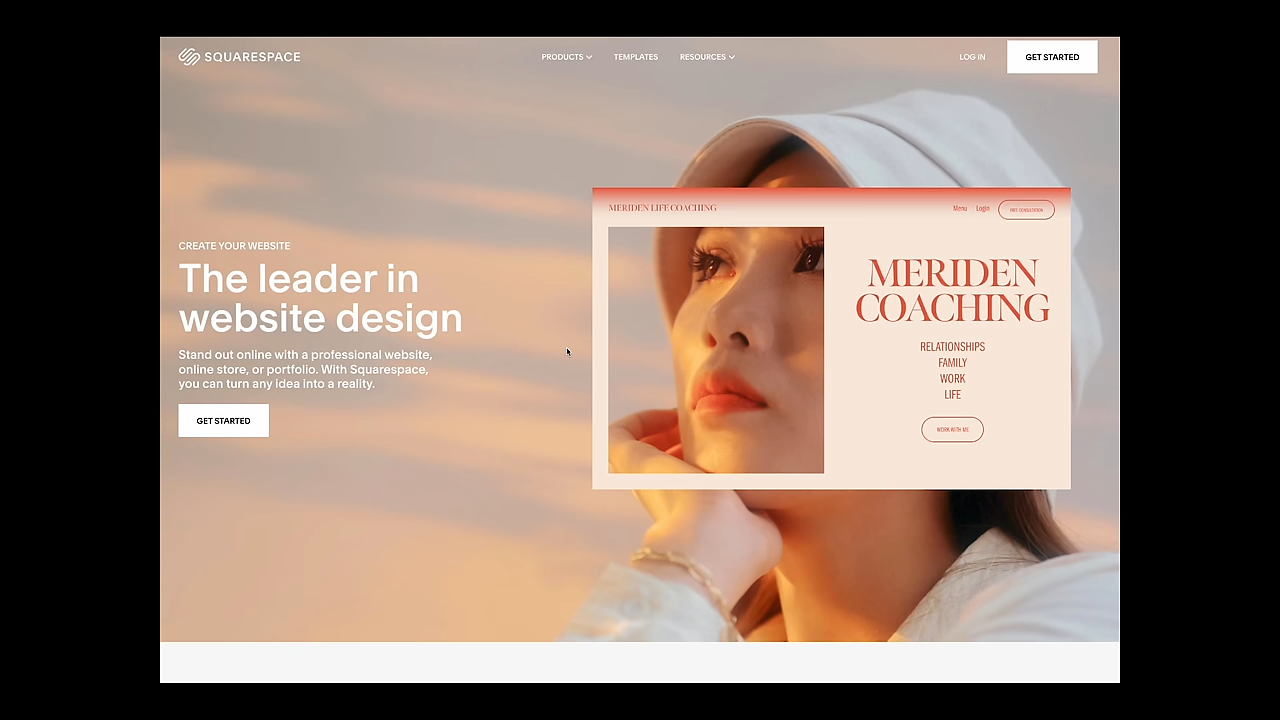 SQUARESPACE
PRODUCTS
TEMPLATES
RESOURCES
LOG IN
GET STARTED
CREATE YOUR WEBSITE
The leader in
website design
Stand out online with a professional website,
online store, or portfolio. With Squarespace,
you can turn any idea into a reality.
GET STARTED
MERIDEN LIFE COACHING
Menu
Login
FREE CONSULTATION
MERIDEN
COACHING
RELATIONSHIPS
FAMILY
WORK
LIFE
WORK WITH ME